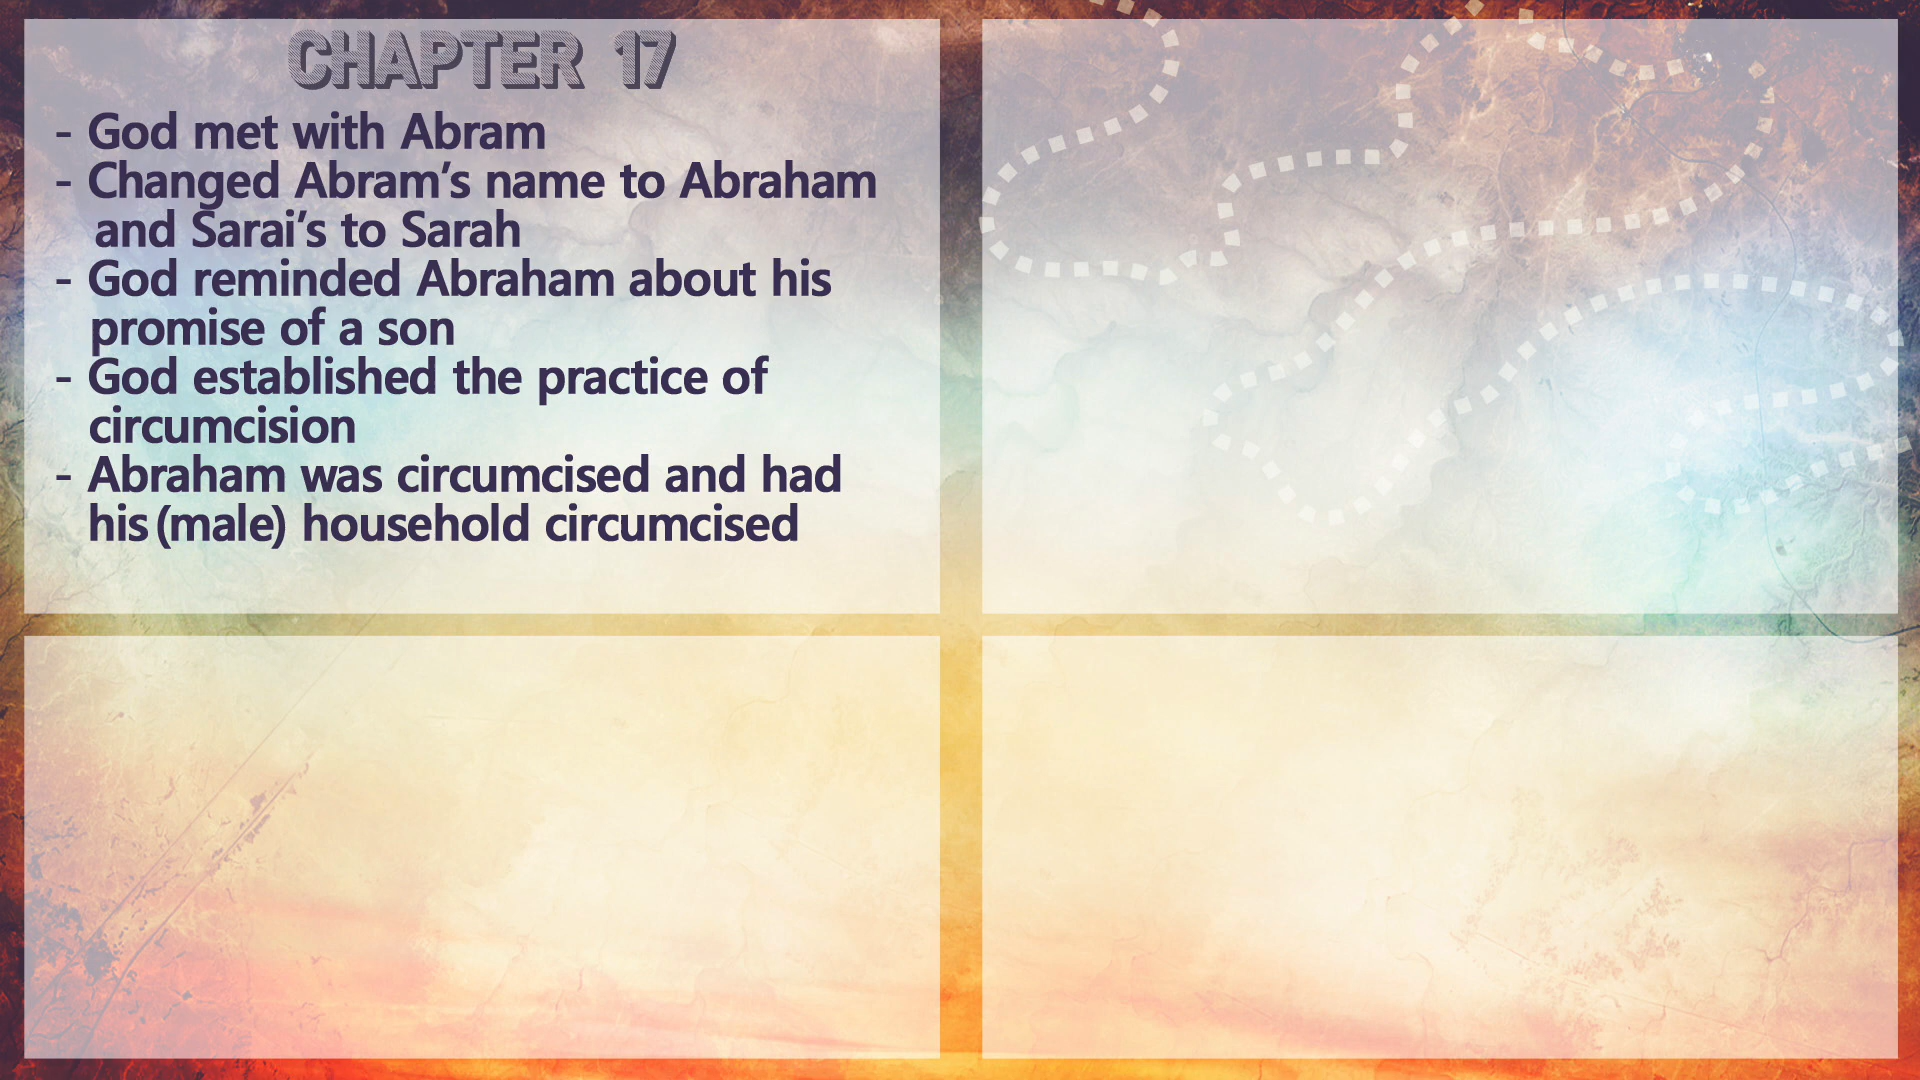 CHAPTER 17
- God met with Abram
- Changed Abram’s name to Abraham
and Sarai’s to Sarah
- God reminded Abraham about his
promise of a son
- God established the practice of
circumcision
- Abraham was circumcised and had
his (male) household circumcised